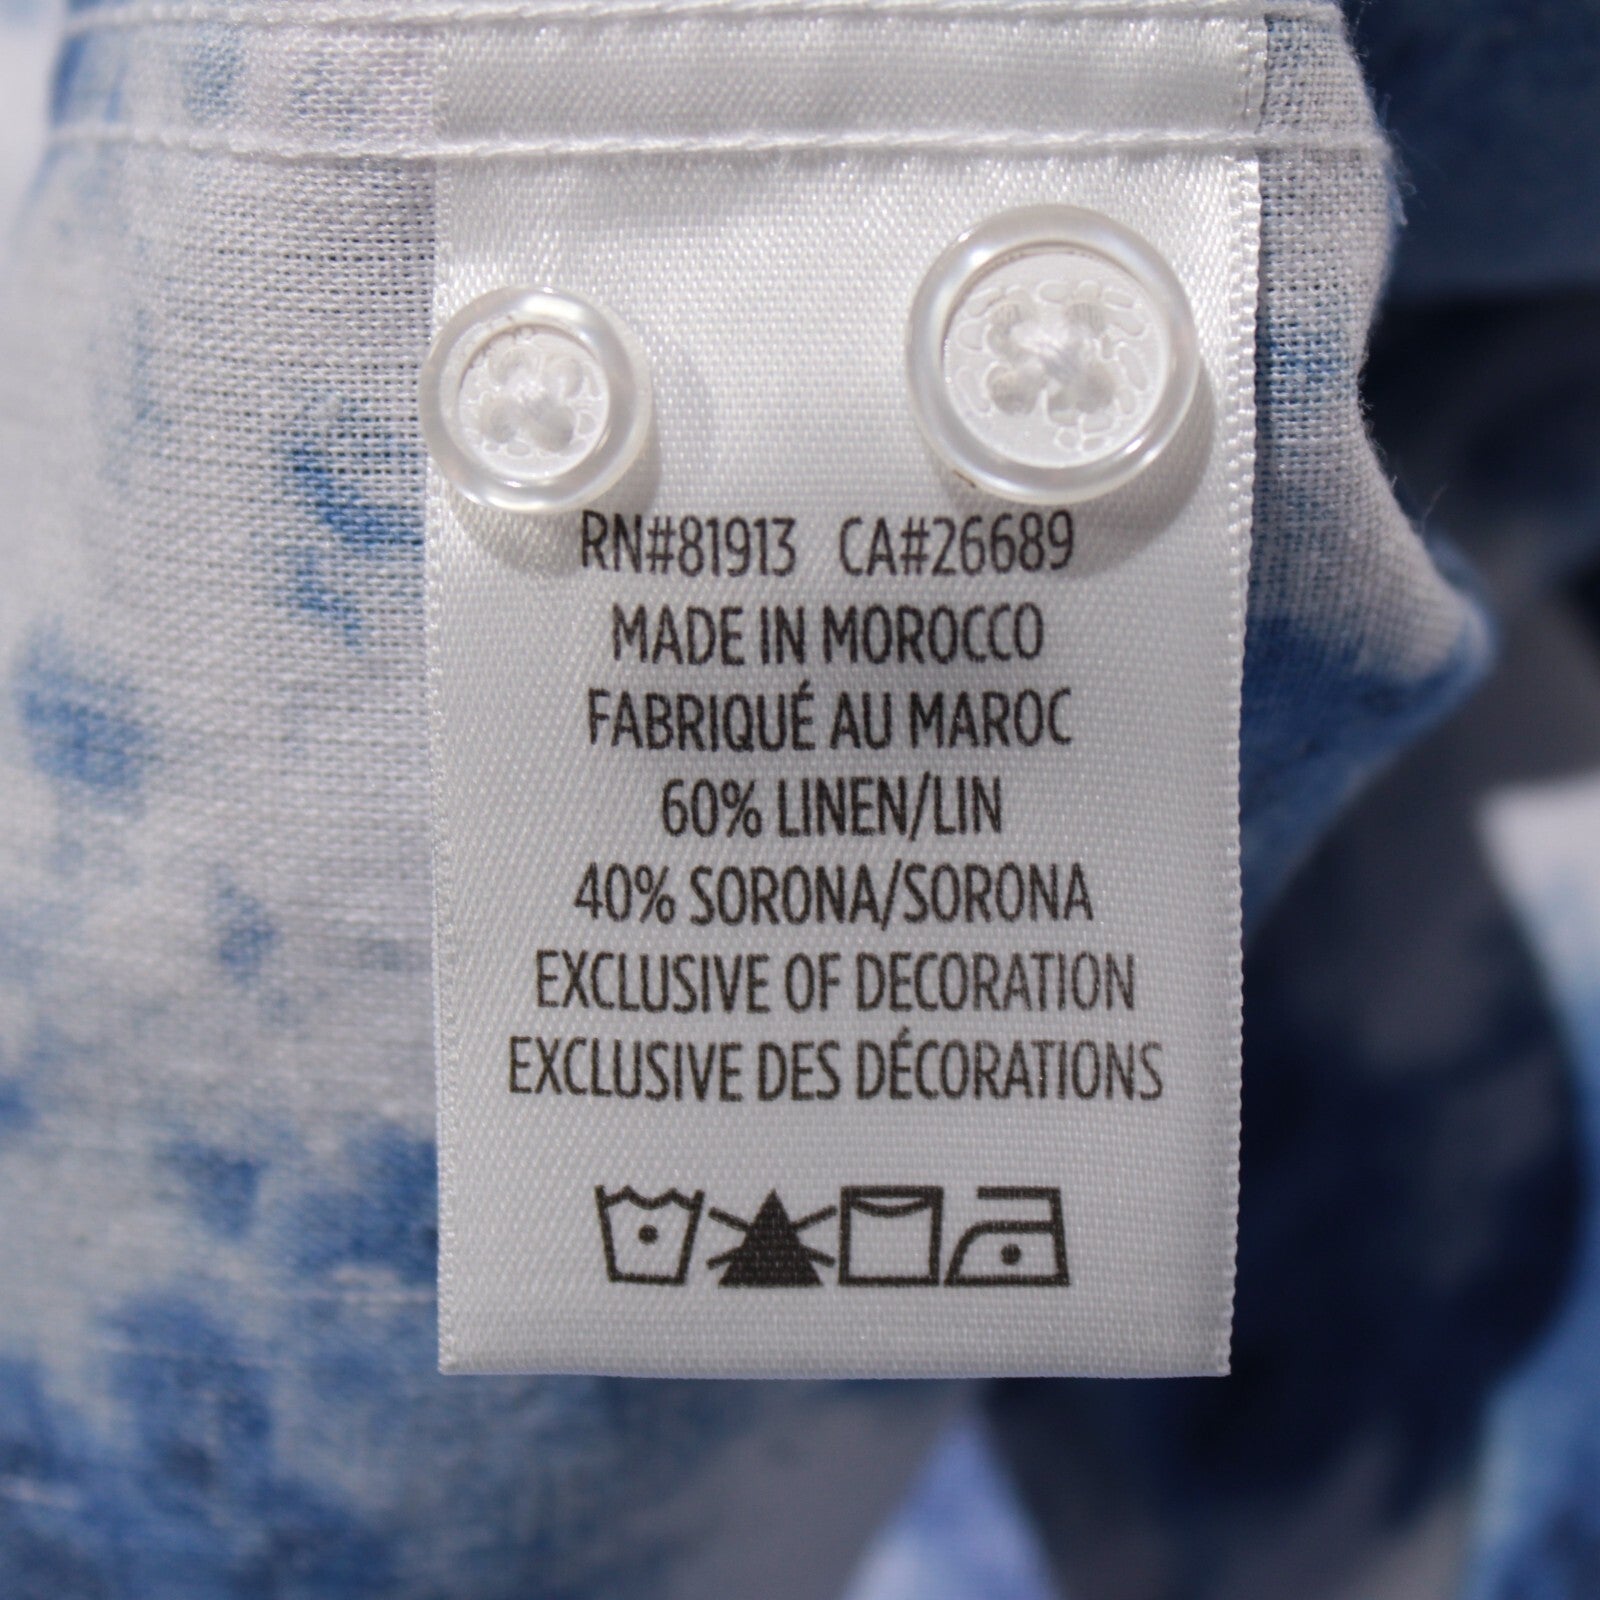 RN#81913 CA#26689
MADE IN MOROCCO
FABRIQUÉ AU MAROC
60% LINEN/LIN
40% SORONA/SORONA
EXCLUSIVE OF DECORATION
EXCLUSIVE DES DÉCORATIONS